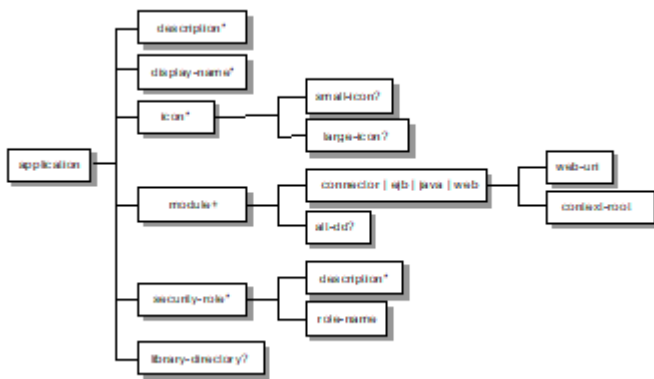 description*
display-name*
icon*
small-icon?
large-icon?
application
module+
connector | ejb | java | web
web-uri
context-root
alt-dd?
security-role*
description*
role-name
library-directory?